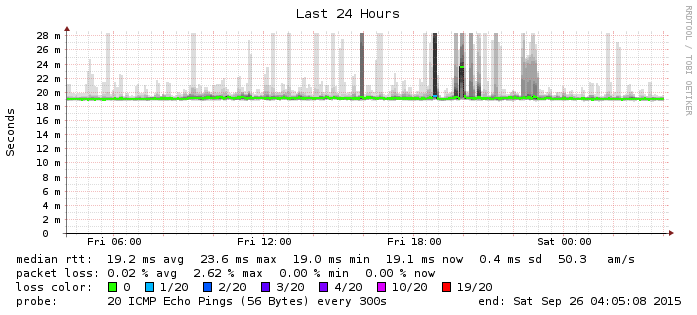 Last 24 Hours
RRDTOOL / TOBI OETIKER
Seconds
28 m
26 m
24 m
22 m
20 m
18 m
16 m
14 m
12 m
10 m
8 m
6 m
4 m
2 m
0
Fri 06:00 Fri 12:00 Fri 18:00 Sat 00:00
median rtt: 19.2 ms avg 23.6 ms max 19.0 ms min 19.1 ms now 0.4 ms sd 50.3 am/s
packet loss: 0.02 % avg 2.62 % max 0.00 % min 0.00 % now
loss color: 0 1/20 2/20 3/20 4/20 10/20 19/20
probe: 20 ICMP Echo Pings (56 Bytes) every 300s end: Sat Sep 26 04:05:08 2015